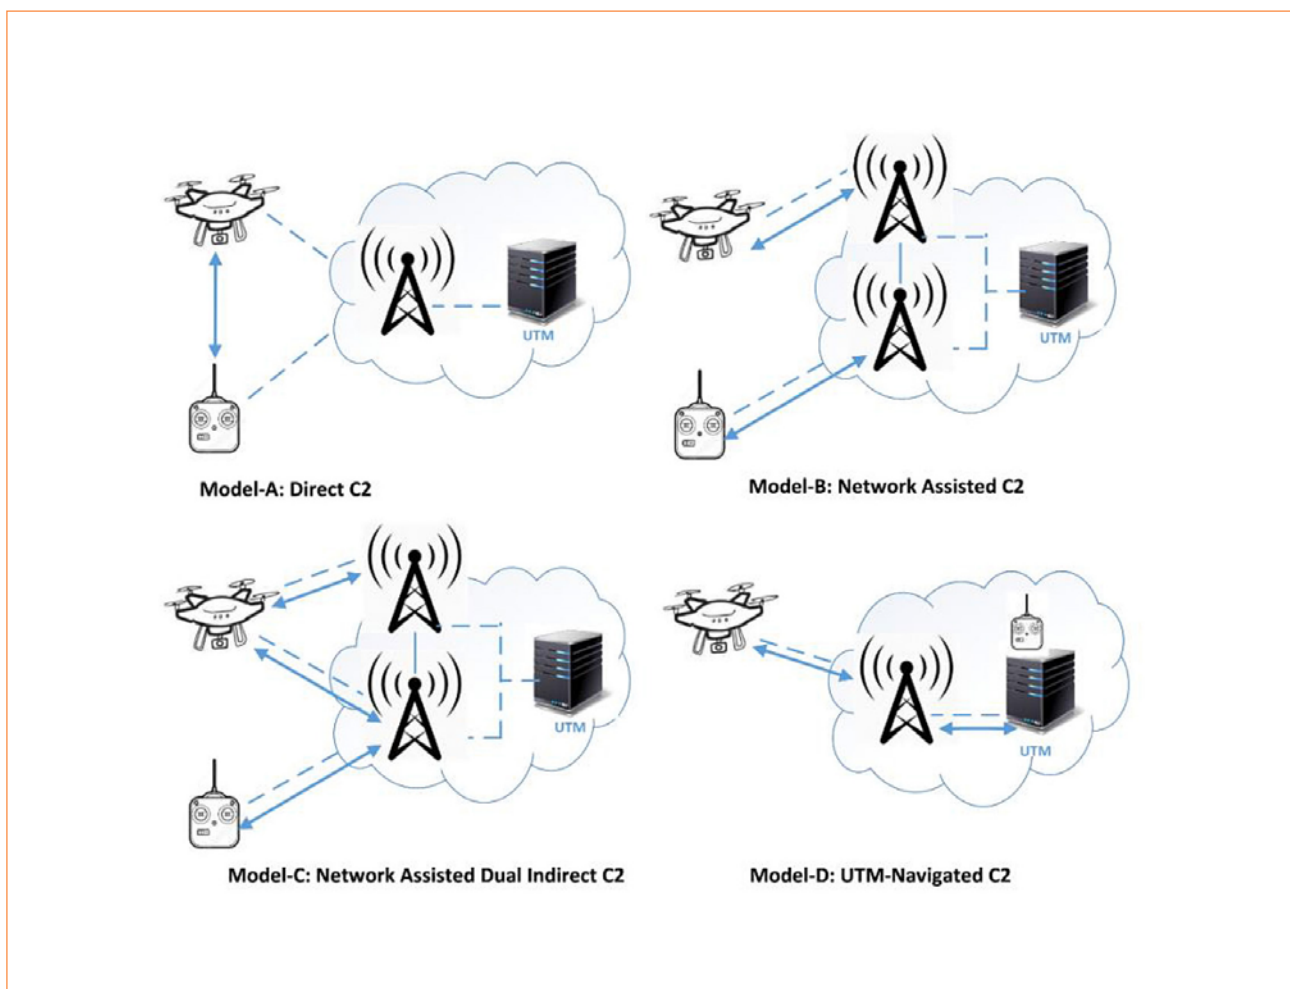 UTM
Model-A: Direct C2
UTM
Model-B: Network Assisted C2
UTM
Model-C: Network Assisted Dual Indirect C2
UTM
Model-D: UTM-Navigated C2